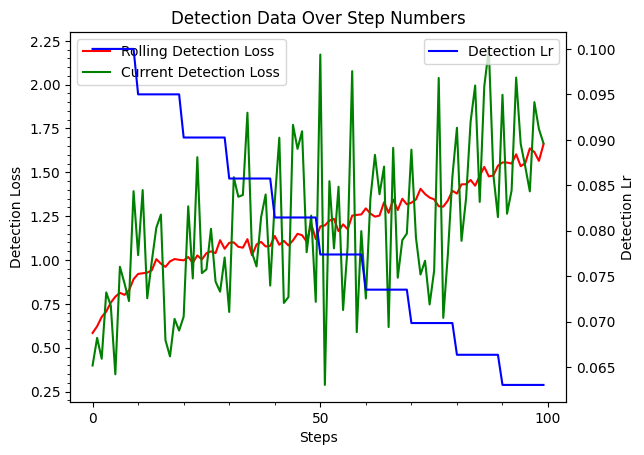 Detection Data Over Step Numbers
Rolling Detection Loss
Current Detection Loss
Detection Lr
2.25
2.00
1.75
1.50
1.25
1.00
0.75
0.50
0.25
Detection Loss
0.100
0.095
0.090
0.085
0.080
0.075
0.070
0.065
Detection Lr
0
50
100
Steps